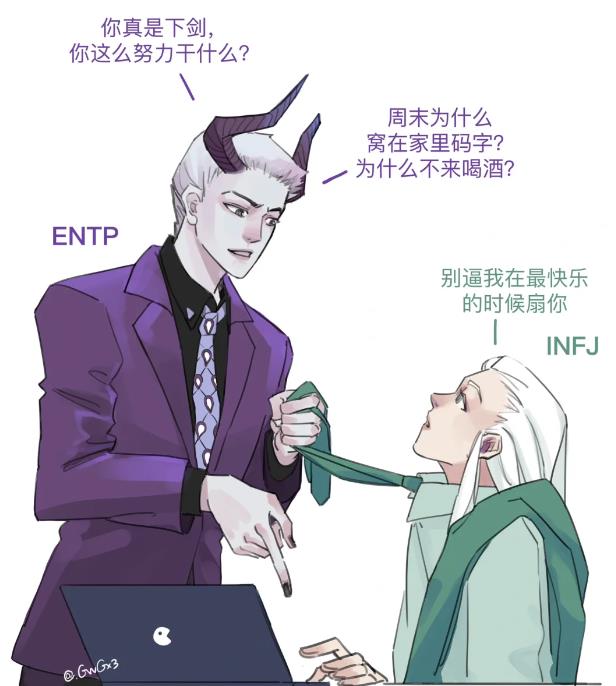 你真是下剑,
你这么努力干什么?
周末为什么
窝在家里码字?
为什么不来喝酒?
ENTP
别逼我在最快乐
的时候扇你
INFJ
@.GwGx3